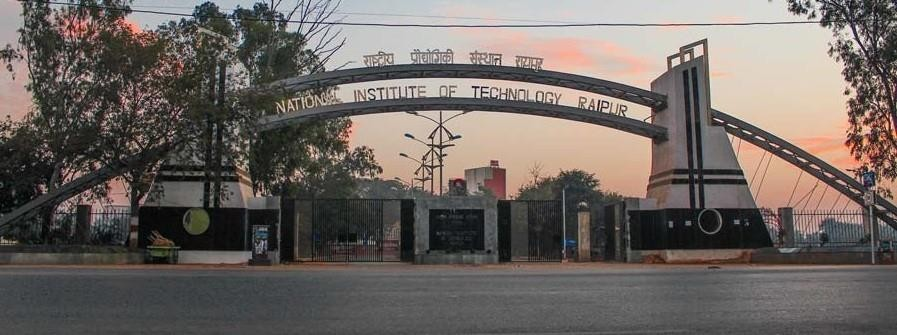 राष्ट्रीय प्रौद्योगिकी संस्थान रायपुर
NATIONAL INSTITUTE OF TECHNOLOGY RAIPUR